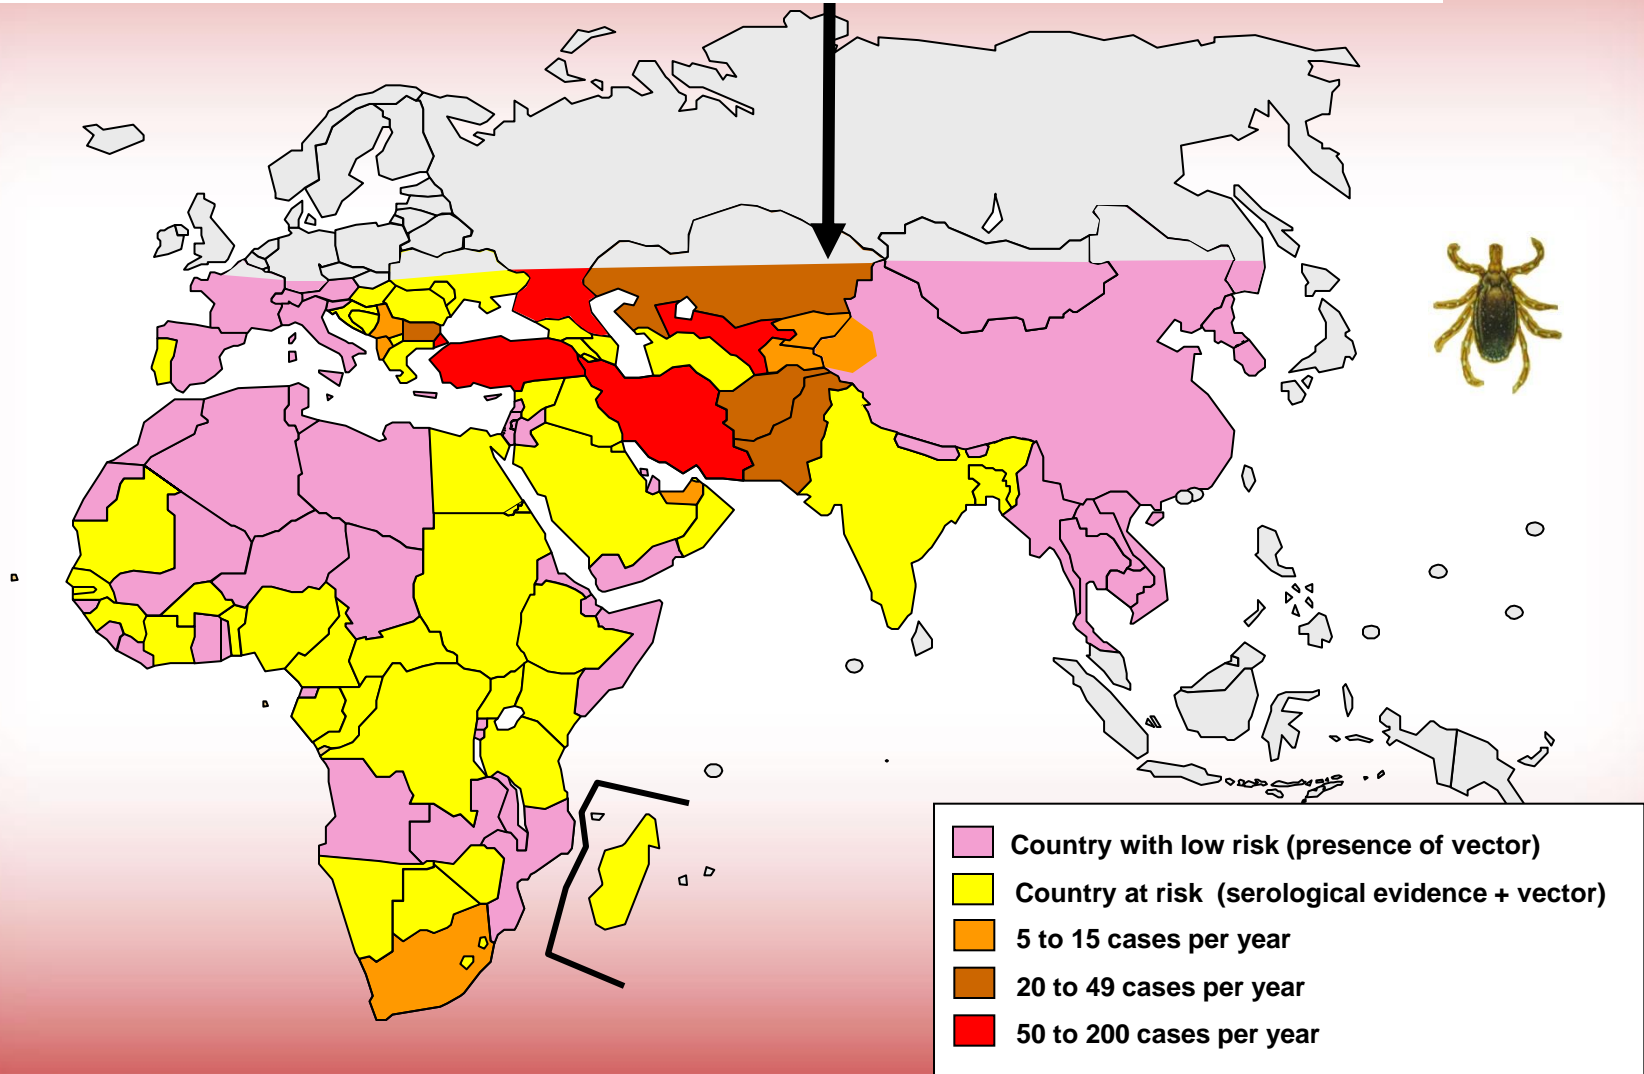 Country with low risk (presence of vector)
Country at risk (serological evidence + vector)
5 to 15 cases per year
20 to 49 cases per year
50 to 200 cases per year